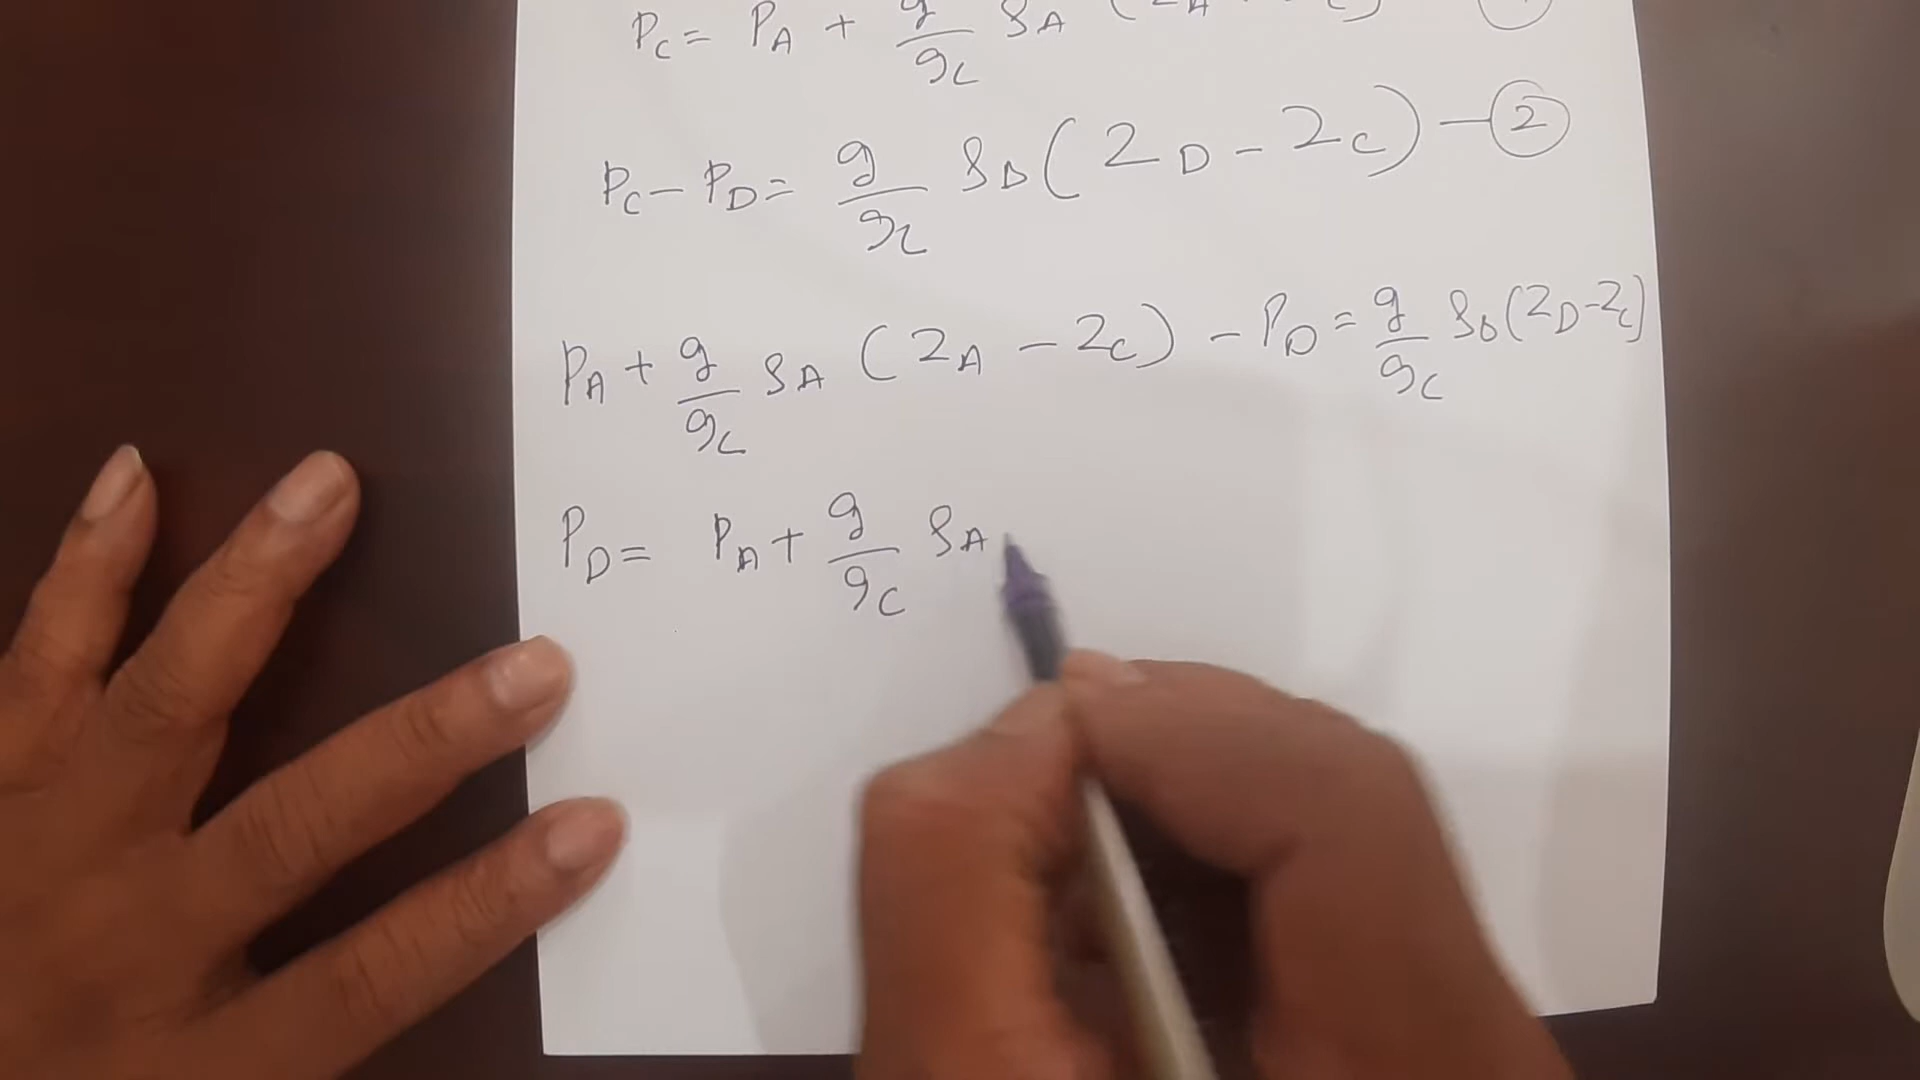 P_C = P_A + g/g_c ρ_A (Z_A
P_C - P_D = g/g_c ρ_D (Z_D - Z_C) — ②
P_A + g/g_c ρ_A (Z_A - Z_C) - P_D = g/g_c ρ_D (Z_D - Z_C)
P_D = P_A + g/g_c ρ_A